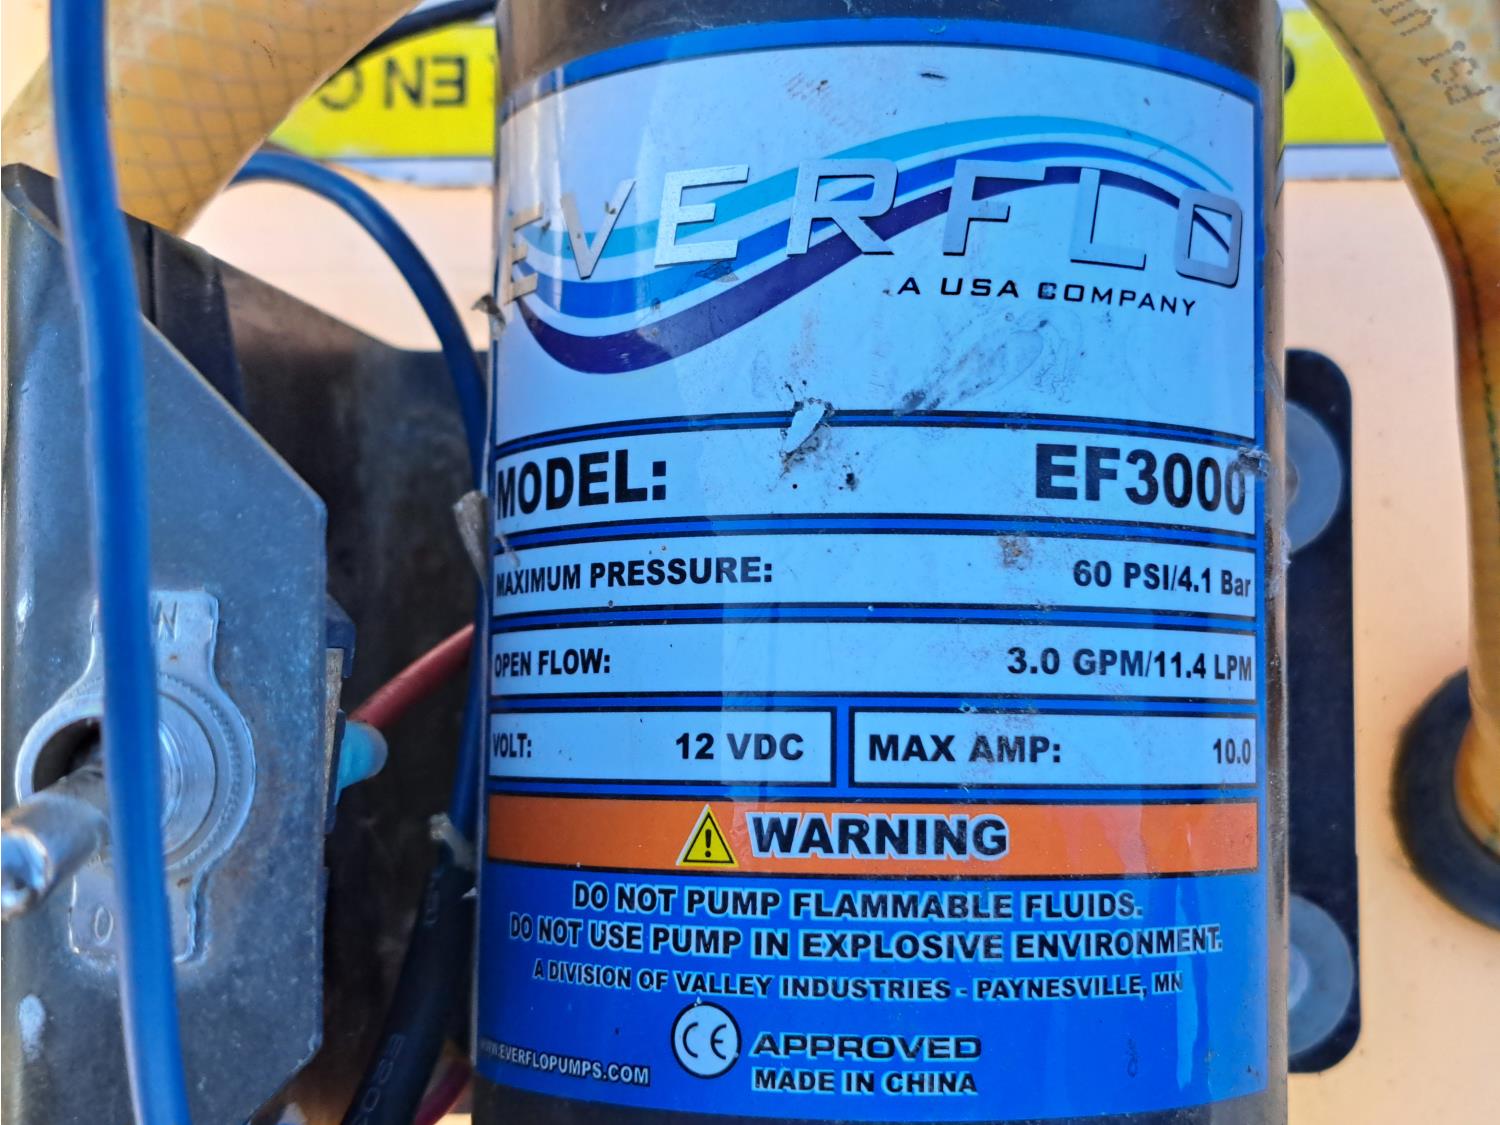 EN
EVERFLO
A USA COMPANY
MODEL: EF3000
MAXIMUM PRESSURE: 60 PSI/4.1 Bar
OPEN FLOW: 3.0 GPM/11.4 LPM
VOLT: 12 VDC MAX AMP: 10.0
WARNING
DO NOT PUMP FLAMMABLE FLUIDS.
DO NOT USE PUMP IN EXPLOSIVE ENVIRONMENT.
A DIVISION OF VALLEY INDUSTRIES - PAYNESVILLE, MN
CE APPROVED
WWW.EVERFLOPUMPS.COM
MADE IN CHINA
PSI.